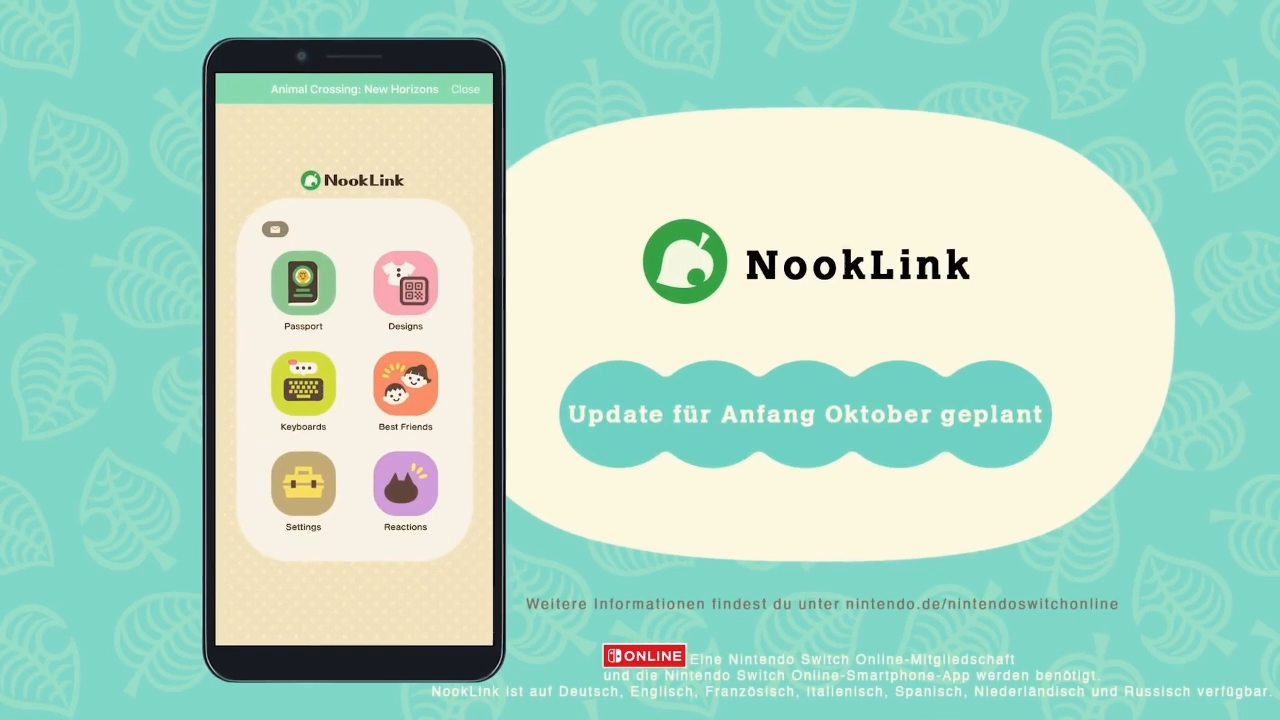 Animal Crossing: New Horizons Close
NookLink
Passport Designs
Keyboards Best Friends
Settings Reactions
NookLink
Update für Anfang Oktober geplant
Weitere Informationen findest du unter nintendo.de/nintendoswitchonline
ONLINE Eine Nintendo Switch Online-Mitgliedschaft
und die Nintendo Switch Online-Smartphone-App werden benötigt.
NookLink ist auf Deutsch, Englisch, Französisch, Italienisch, Spanisch, Niederländisch und Russisch verfügbar.